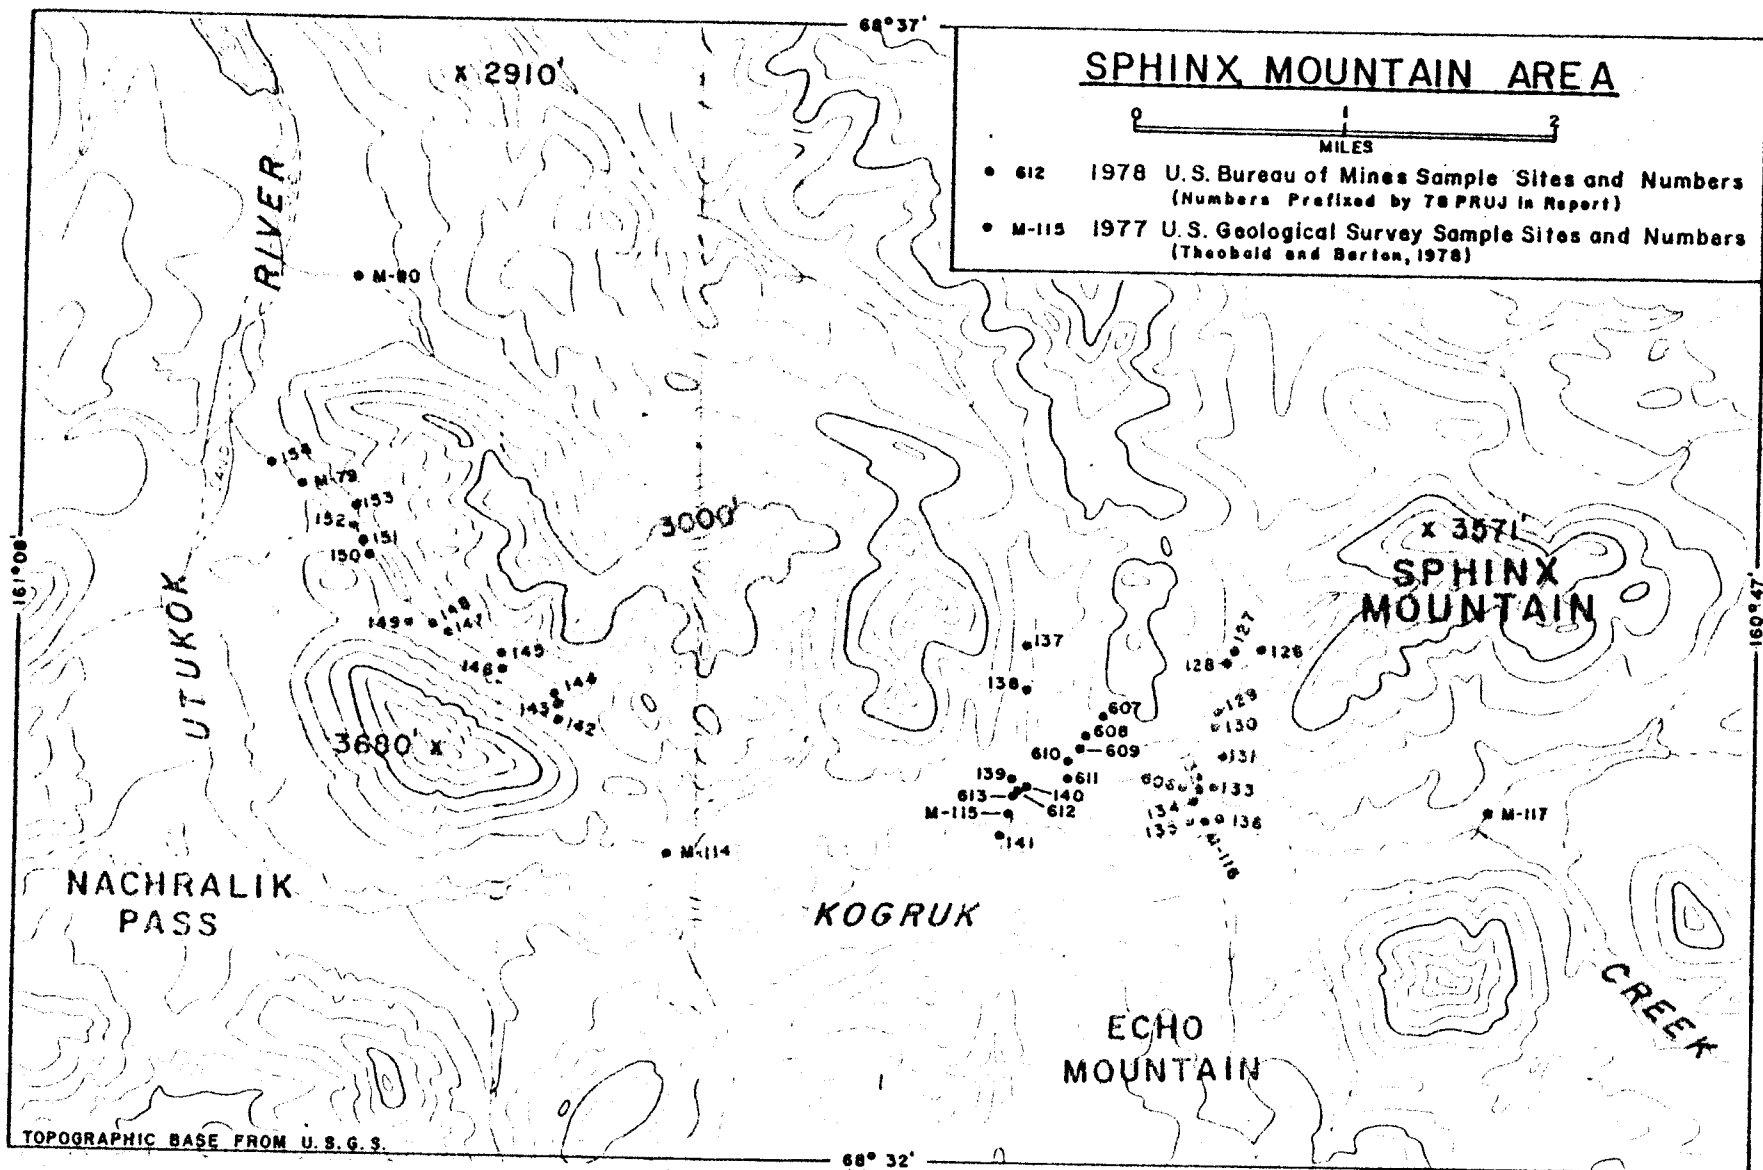 68°37'
SPHINX MOUNTAIN AREA
0 1 2
MILES
612 1978 U.S. Bureau of Mines Sample Sites and Numbers
(Numbers Prefixed by 78 PRUJ in Report)
M-115 1977 U.S. Geological Survey Sample Sites and Numbers
(Theobald and Barton, 1978)
x 2910'
RIVER
M-80
154
M-79
153
152
151
150
3000'
x 3571'
SPHINX
MOUNTAIN
161°08'
160°47'
UTUKOK
149
148
147
145
146
144
143
142
3680' x
137
138
127
126
128
129
130
131
607
608
609
610
611
139
140
613
612
M-115
141
606
133
134
135
136
M-116
M-117
M-114
NACHRALIK
PASS
KOGRUK
CREEK
ECHO
MOUNTAIN
TOPOGRAPHIC BASE FROM U.S.G.S.
68° 32'